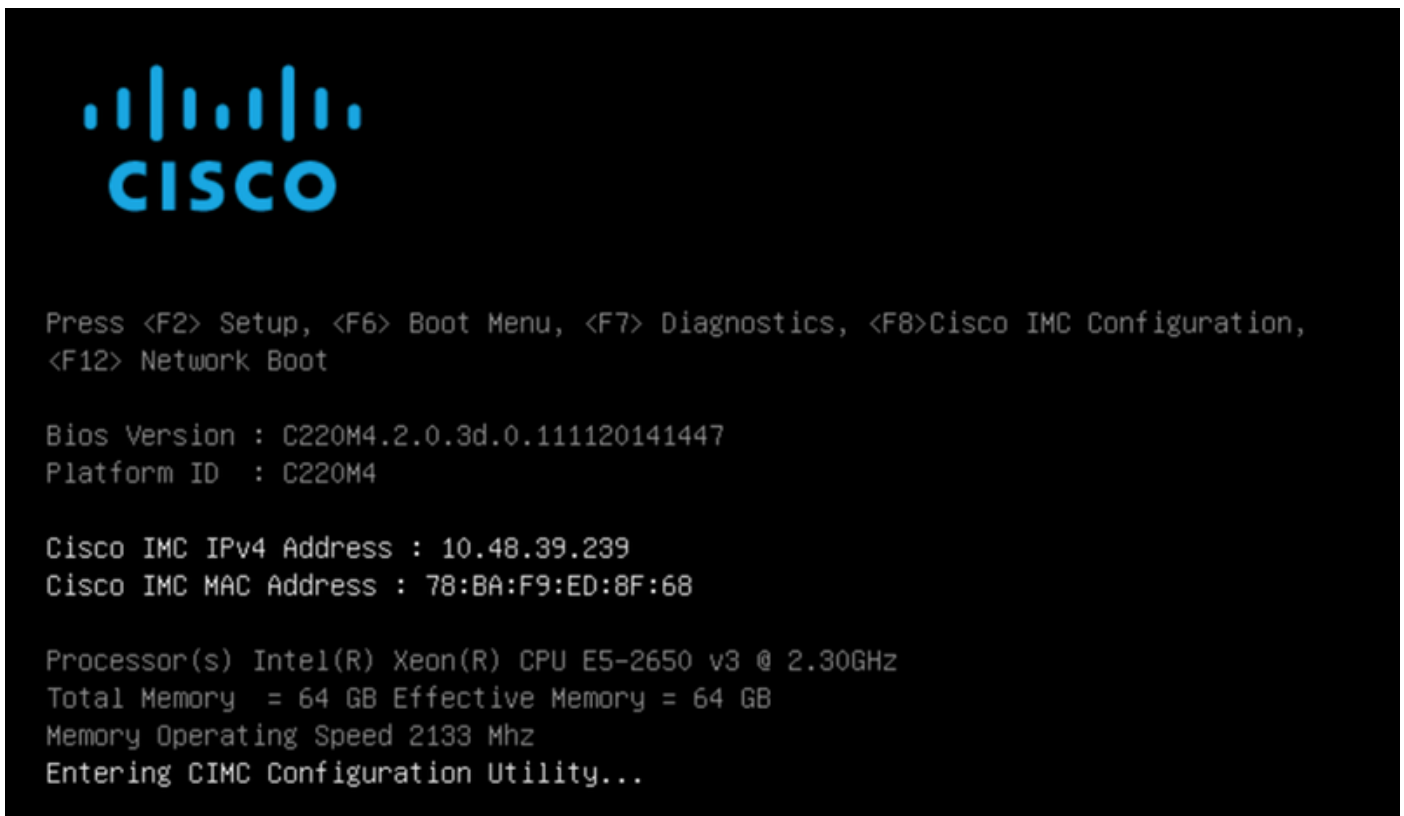 CISCO
Press <F2> Setup, <F6> Boot Menu, <F7> Diagnostics, <F8>Cisco IMC Configuration,
<F12> Network Boot
Bios Version : C220M4.2.0.3d.0.111120141447
Platform ID  : C220M4
Cisco IMC IPv4 Address : 10.48.39.239
Cisco IMC MAC Address : 78:BA:F9:ED:8F:68
Processor(s) Intel(R) Xeon(R) CPU E5-2650 v3 @ 2.30GHz
Total Memory  = 64 GB Effective Memory = 64 GB
Memory Operating Speed 2133 Mhz
Entering CIMC Configuration Utility...